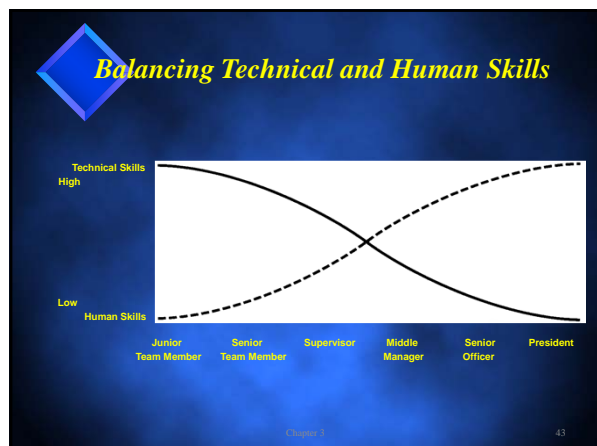 Balancing Technical and Human Skills
Technical Skills
High
Low
Human Skills
Junior Senior Supervisor Middle Senior President
Team Member Team Member Manager Officer
Chapter 3 43